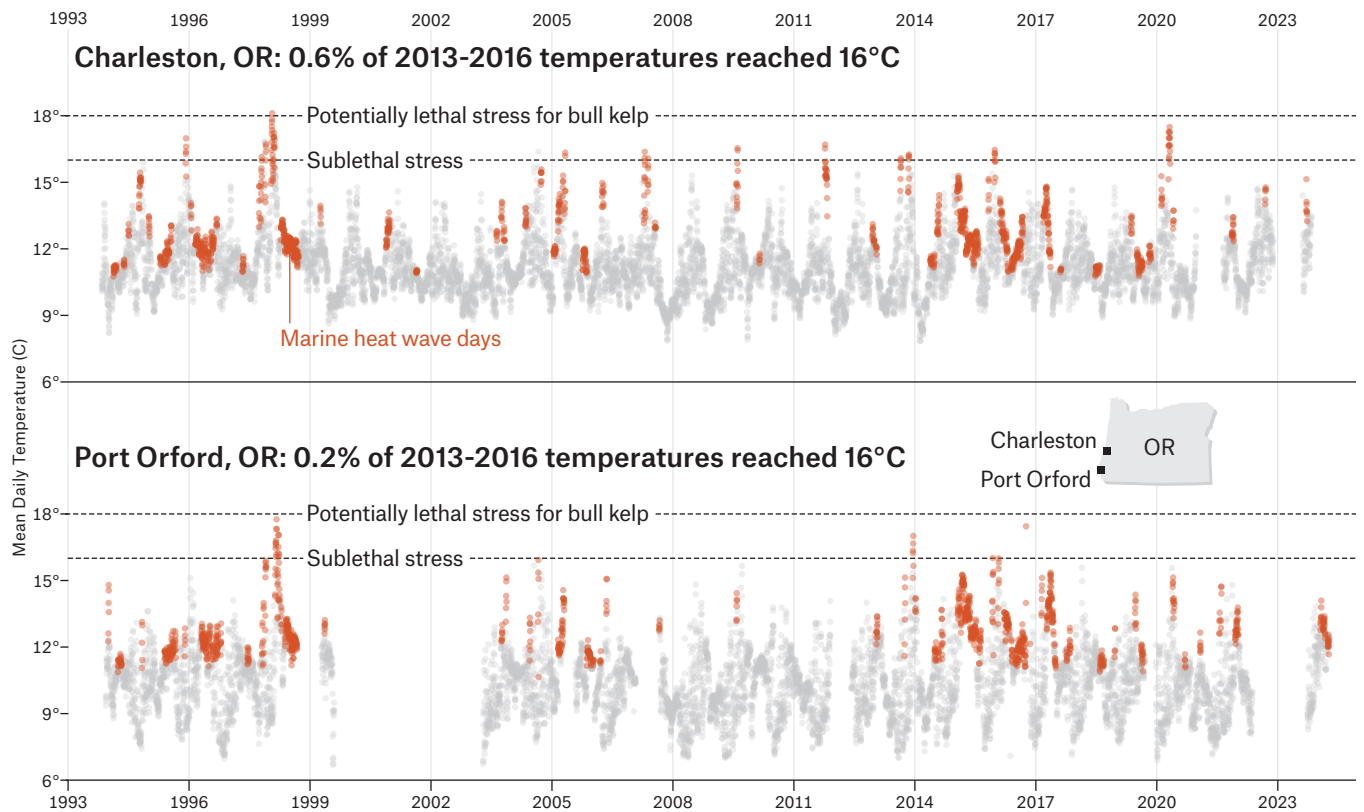 1993 1996 1999 2002 2005 2008 2011 2014 2017 2020 2023
Charleston, OR: 0.6% of 2013-2016 temperatures reached 16°C
18°
Potentially lethal stress for bull kelp
Sublethal stress
15°
12°
9°
Marine heat wave days
6°
Mean Daily Temperature (C)
Charleston
OR
Port Orford
Port Orford, OR: 0.2% of 2013-2016 temperatures reached 16°C
18°
Potentially lethal stress for bull kelp
Sublethal stress
15°
12°
9°
6°
1993 1996 1999 2002 2005 2008 2011 2014 2017 2020 2023